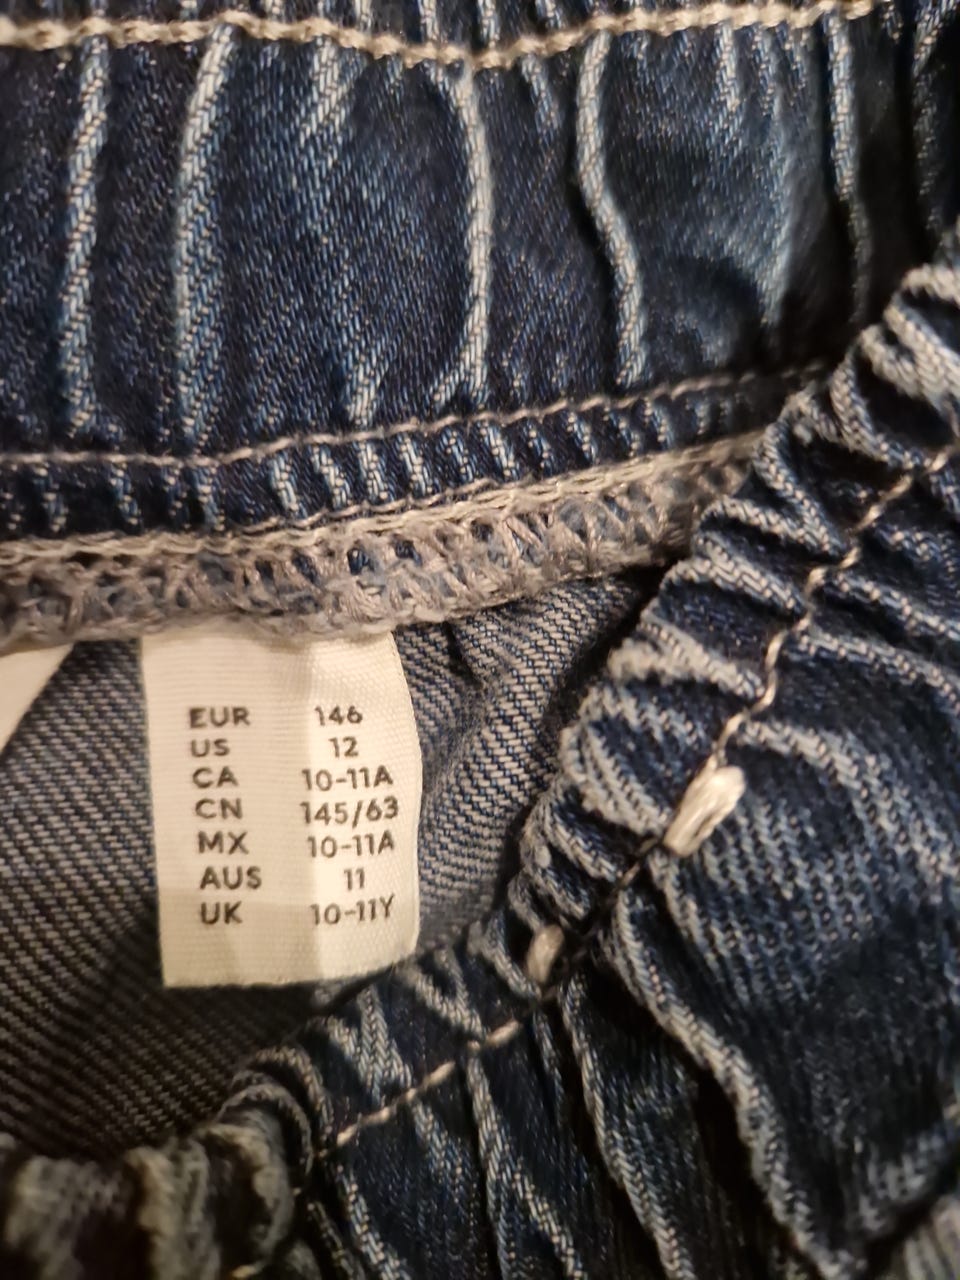 EUR 146
US 12
CA 10-11A
CN 145/63
MX 10-11A
AUS 11
UK 10-11Y